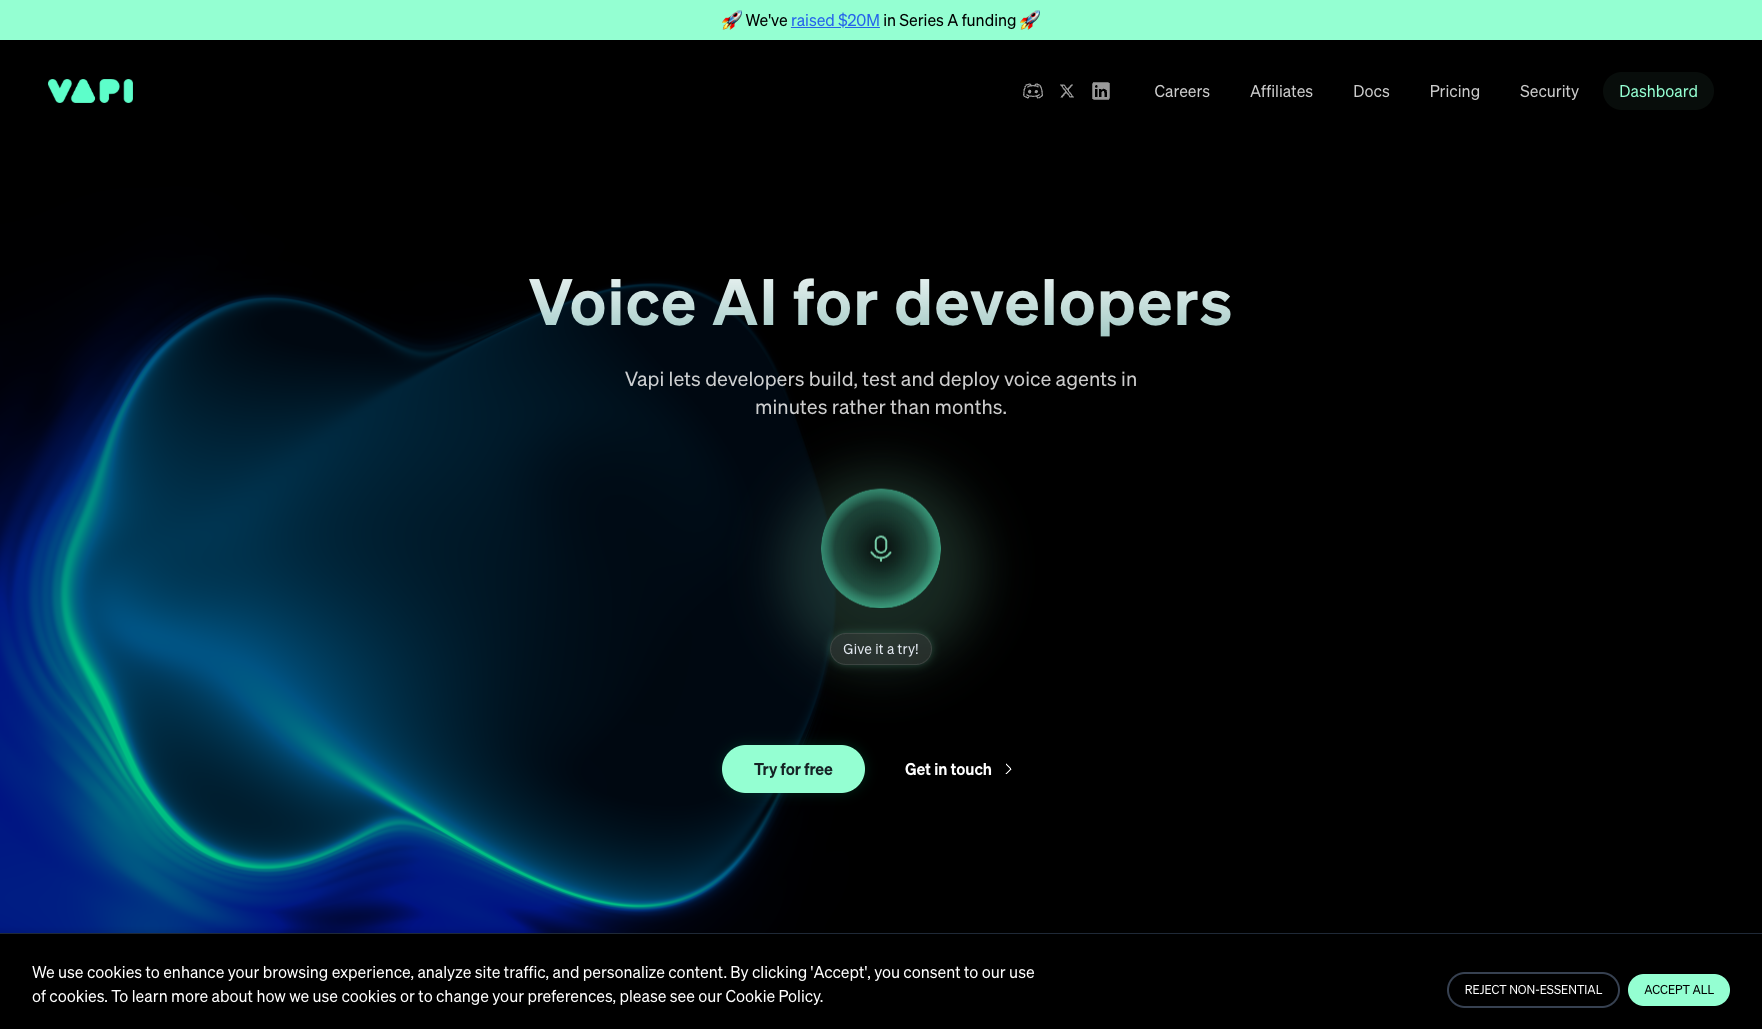 🚀 We've raised $20M in Series A funding 🚀
VAPI
Careers
Affiliates
Docs
Pricing
Security
Dashboard
Voice AI for developers
Vapi lets developers build, test and deploy voice agents in
minutes rather than months.
Give it a try!
Try for free
Get in touch
We use cookies to enhance your browsing experience, analyze site traffic, and personalize content. By clicking 'Accept', you consent to our use
of cookies. To learn more about how we use cookies or to change your preferences, please see our Cookie Policy.
REJECT NON-ESSENTIAL
ACCEPT ALL